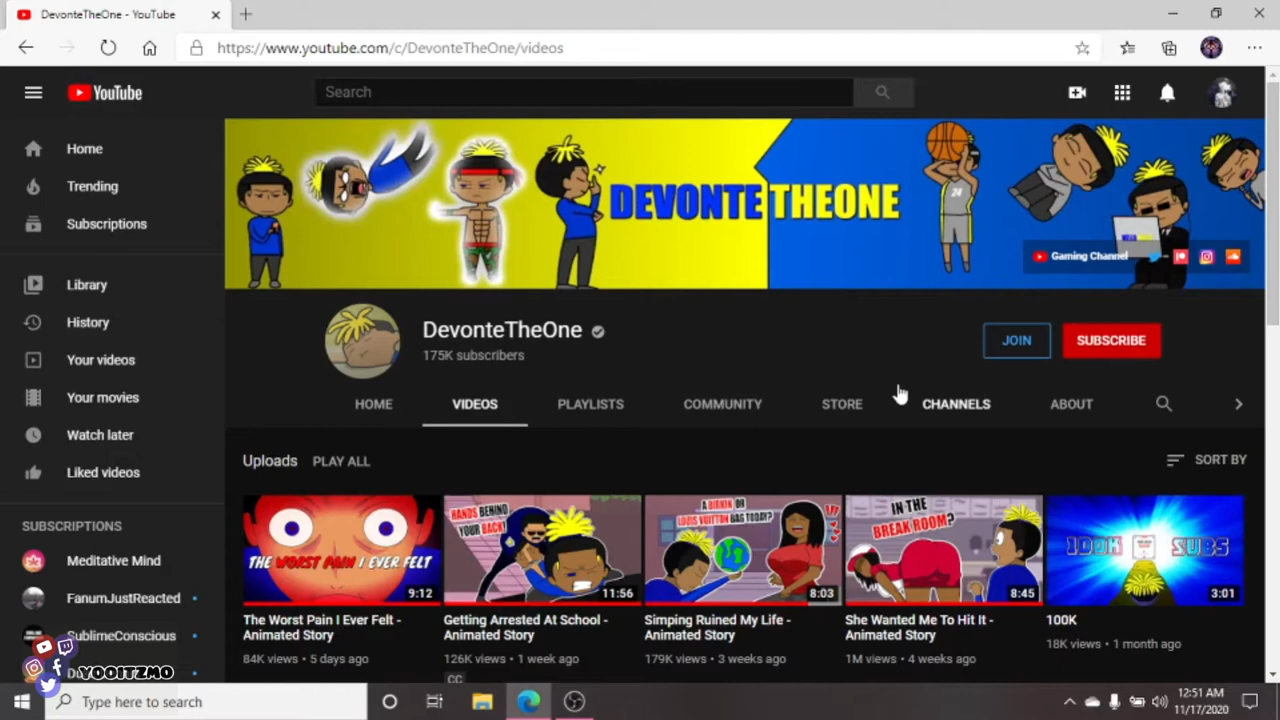 DevonteTheOne - YouTube
https://www.youtube.com/c/DevonteTheOne/videos
YouTube
Search
Home
Trending
Subscriptions
Library
History
Your videos
Your movies
Watch later
Liked videos
SUBSCRIPTIONS
Meditative Mind
FanumJustReacted
SublimeConscious
YOOITZMO
DEVONTE THEONE
24
Gaming Channel
DevonteTheOne
175K subscribers
JOIN
SUBSCRIBE
HOME
VIDEOS
PLAYLISTS
COMMUNITY
STORE
CHANNELS
ABOUT
Uploads
PLAY ALL
SORT BY
THE WORST PAIN I EVER FELT
9:12
HANDS BEHIND
YOUR BACK!
11:56
A BIRKIN OR
LOUIS VUITTON BAG TODAY?
8:03
IN THE
BREAK ROOM?
8:45
100K SUBS
3:01
The Worst Pain I Ever Felt -
Animated Story
84K views • 5 days ago
Getting Arrested At School -
Animated Story
126K views • 1 week ago
CC
Simping Ruined My Life -
Animated Story
179K views • 3 weeks ago
She Wanted Me To Hit It -
Animated Story
1M views • 4 weeks ago
100K
18K views • 1 month ago
Type here to search
12:51 AM
11/17/2020